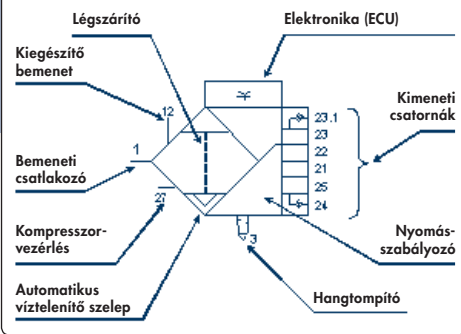 Légszárító
Elektronika (ECU)
Kiegészítő
bemenet
12
23.1
23
22
21
25
24
Kimeneti
csatornák
1
Bemeneti
csatlakozó
27
Kompresszor-
vezérlés
3
Nyomás-
szabályozó
Automatikus
víztelenítő szelep
Hangtompító